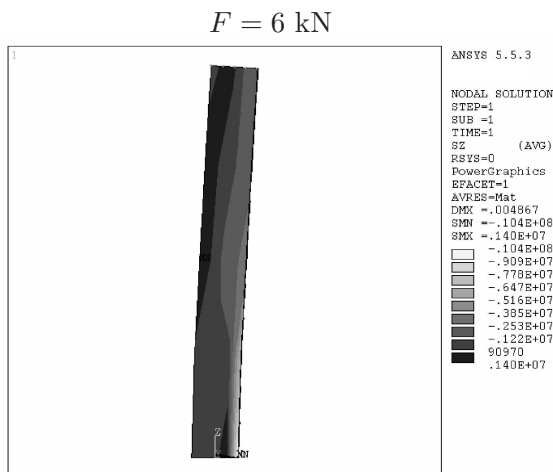 F = 6 kN
1
ANSYS 5.5.3
NODAL SOLUTION
STEP=1
SUB =1
TIME=1
SZ (AVG)
RSYS=0
PowerGraphics
EFACET=1
AVRES=Mat
DMX =.004867
SMN =-.104E+08
SMX =.140E+07
-.104E+08
-.909E+07
-.778E+07
-.647E+07
-.516E+07
-.385E+07
-.253E+07
-.122E+07
90970
.140E+07
Z